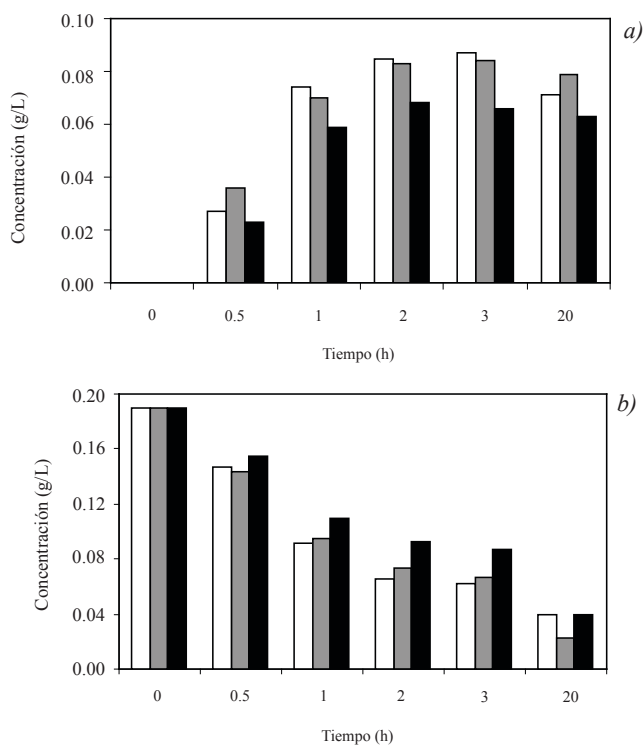 a)
0.10
0.08
0.06
0.04
0.02
0.00
Concentración (g/L)
0 0.5 1 2 3 20
Tiempo (h)
b)
0.20
0.16
0.12
0.08
0.04
0.00
Concentración (g/L)
0 0.5 1 2 3 20
Tiempo (h)